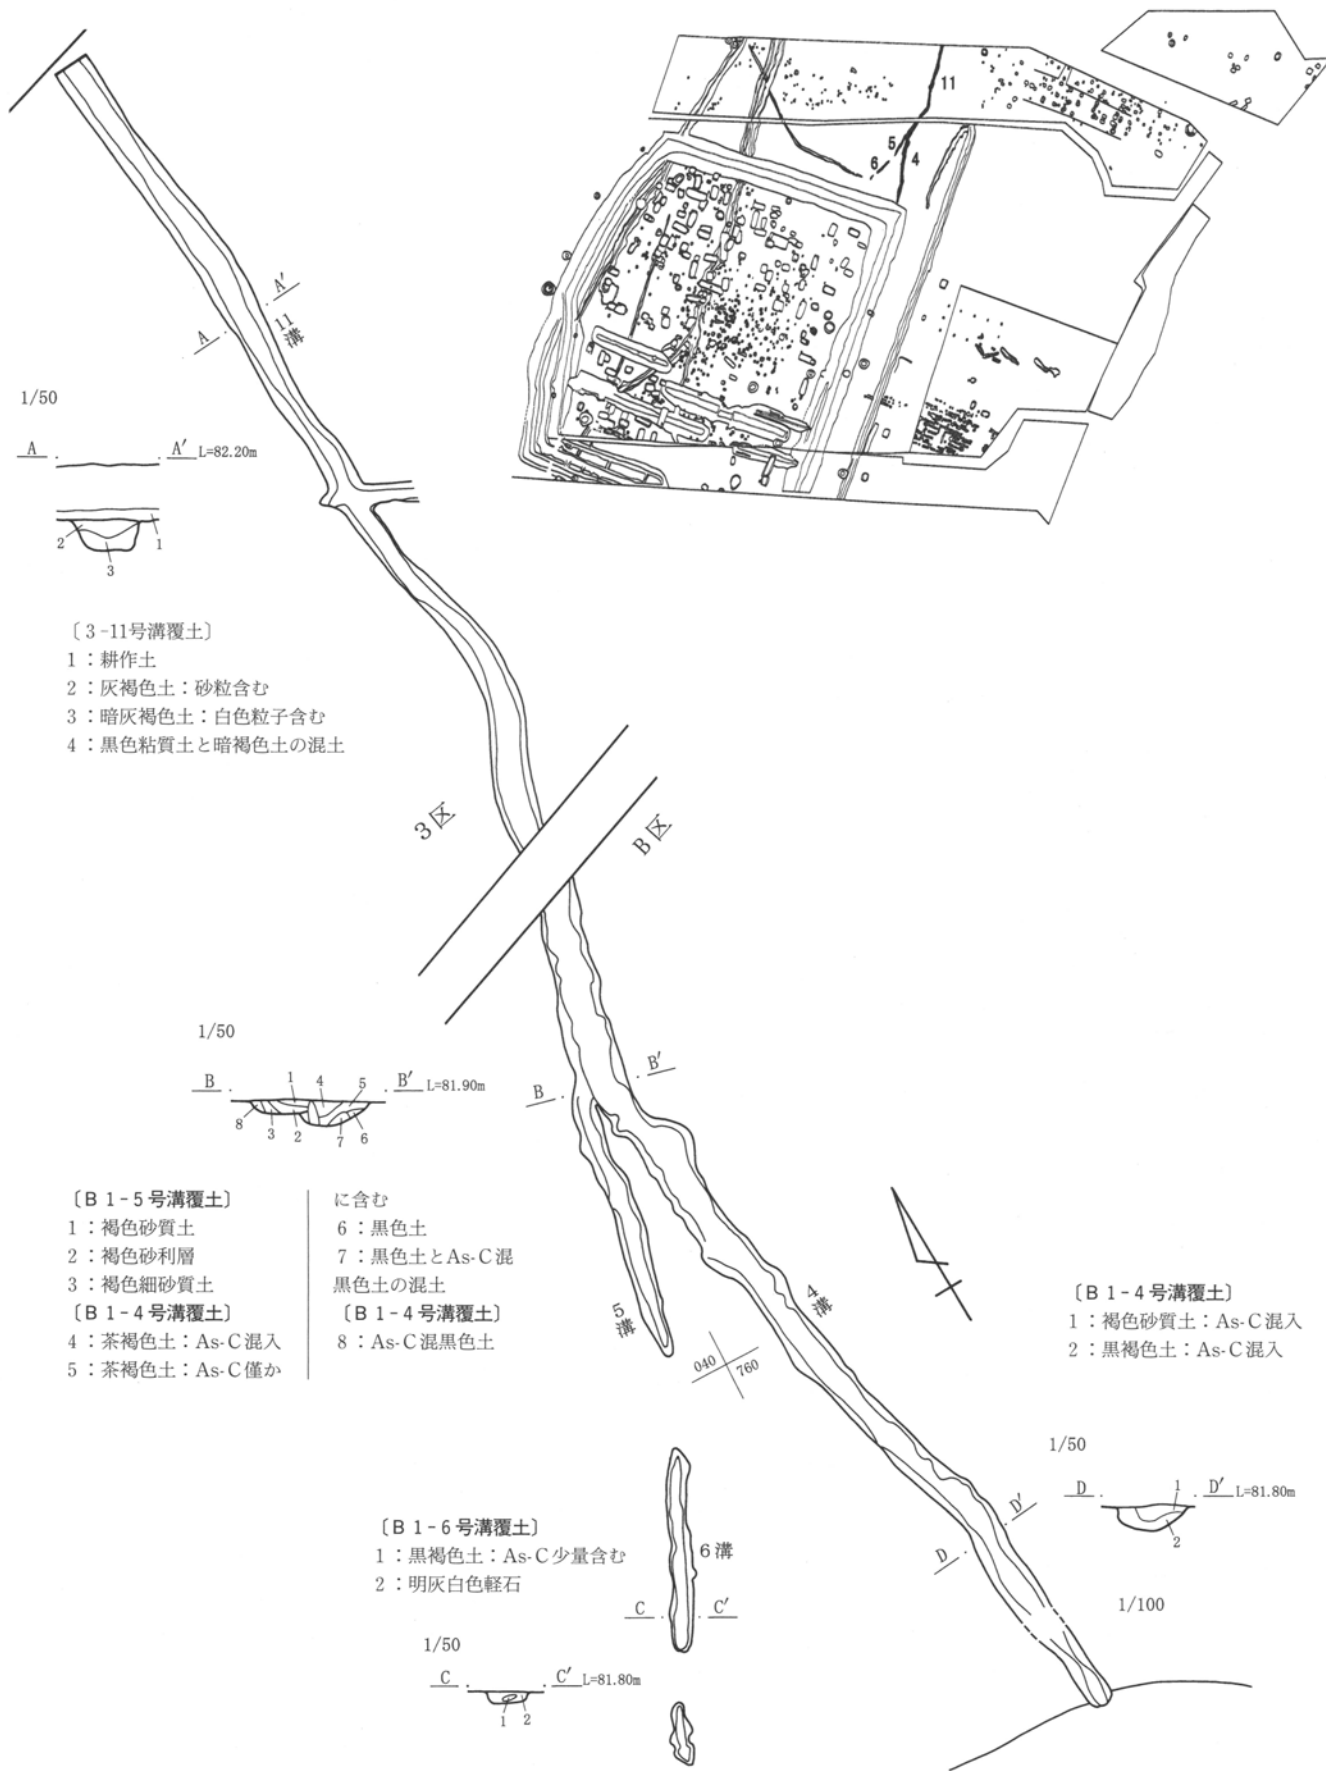 11
5
4
6
A A′
11溝
1/50
A A′ L=82.20m
2 3 1
〔3-11号溝覆土〕
1：耕作土
2：灰褐色土：砂粒含む
3：暗灰褐色土：白色粒子含む
4：黒色粘質土と暗褐色土の混土
3区
B区
1/50
B B′ L=81.90m
1 4 5
8 3 2 7 6
B B′
〔B1-5号溝覆土〕
1：褐色砂質土
2：褐色砂利層
3：褐色細砂質土
〔B1-4号溝覆土〕
4：茶褐色土：As-C混入
5：茶褐色土：As-C僅か
に含む
6：黒色土
7：黒色土とAs-C混
黒色土の混土
〔B1-4号溝覆土〕
8：As-C混黒色土
5溝
4溝
040
760
〔B1-4号溝覆土〕
1：褐色砂質土：As-C混入
2：黒褐色土：As-C混入
1/50
D D′ L=81.80m
1
2
D D′
1/100
〔B1-6号溝覆土〕
1：黒褐色土：As-C少量含む
2：明灰白色軽石
6溝
C C′
1/50
C C′ L=81.80m
1 2